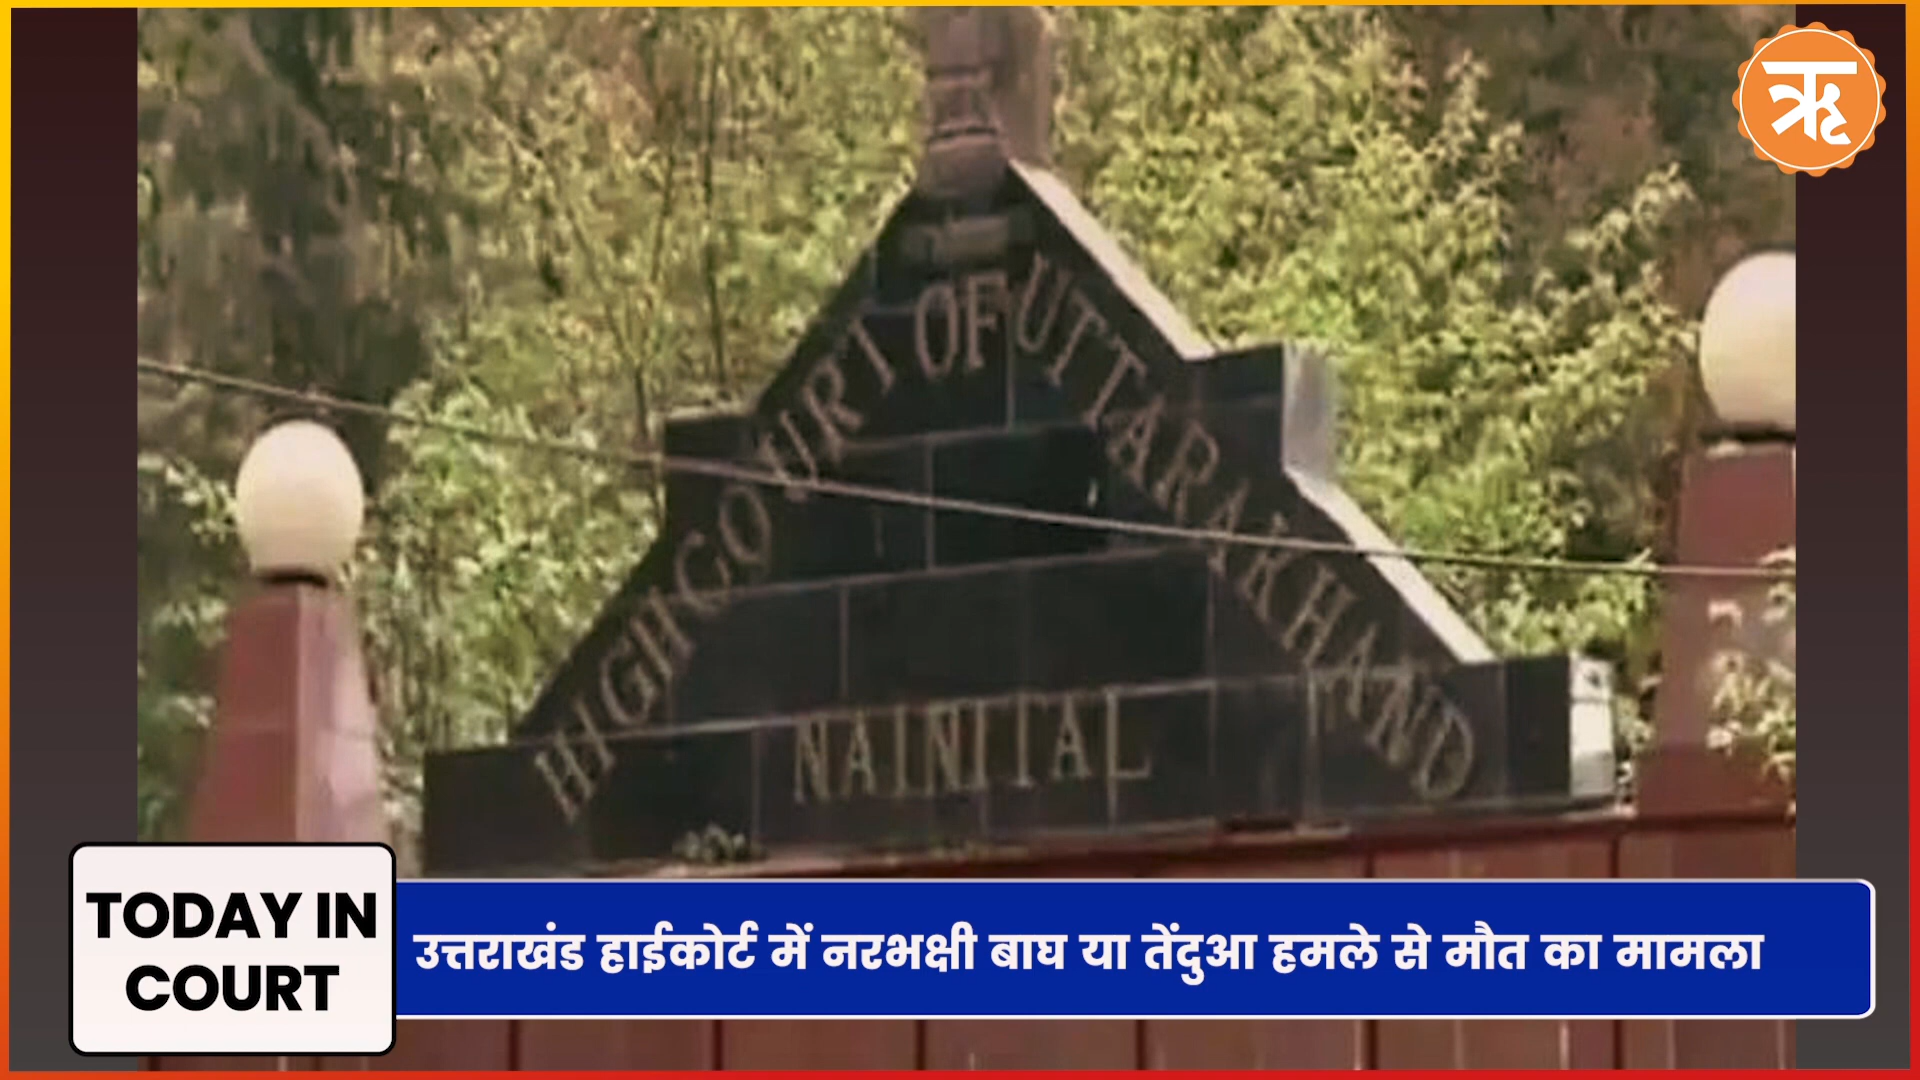 ऋ
HIGH COURT OF UTTARAKHAND
NAINITAL
TODAY IN
COURT
उत्तराखंड हाईकोर्ट में नरभक्षी बाघ या तेंदुआ हमले से मौत का मामला